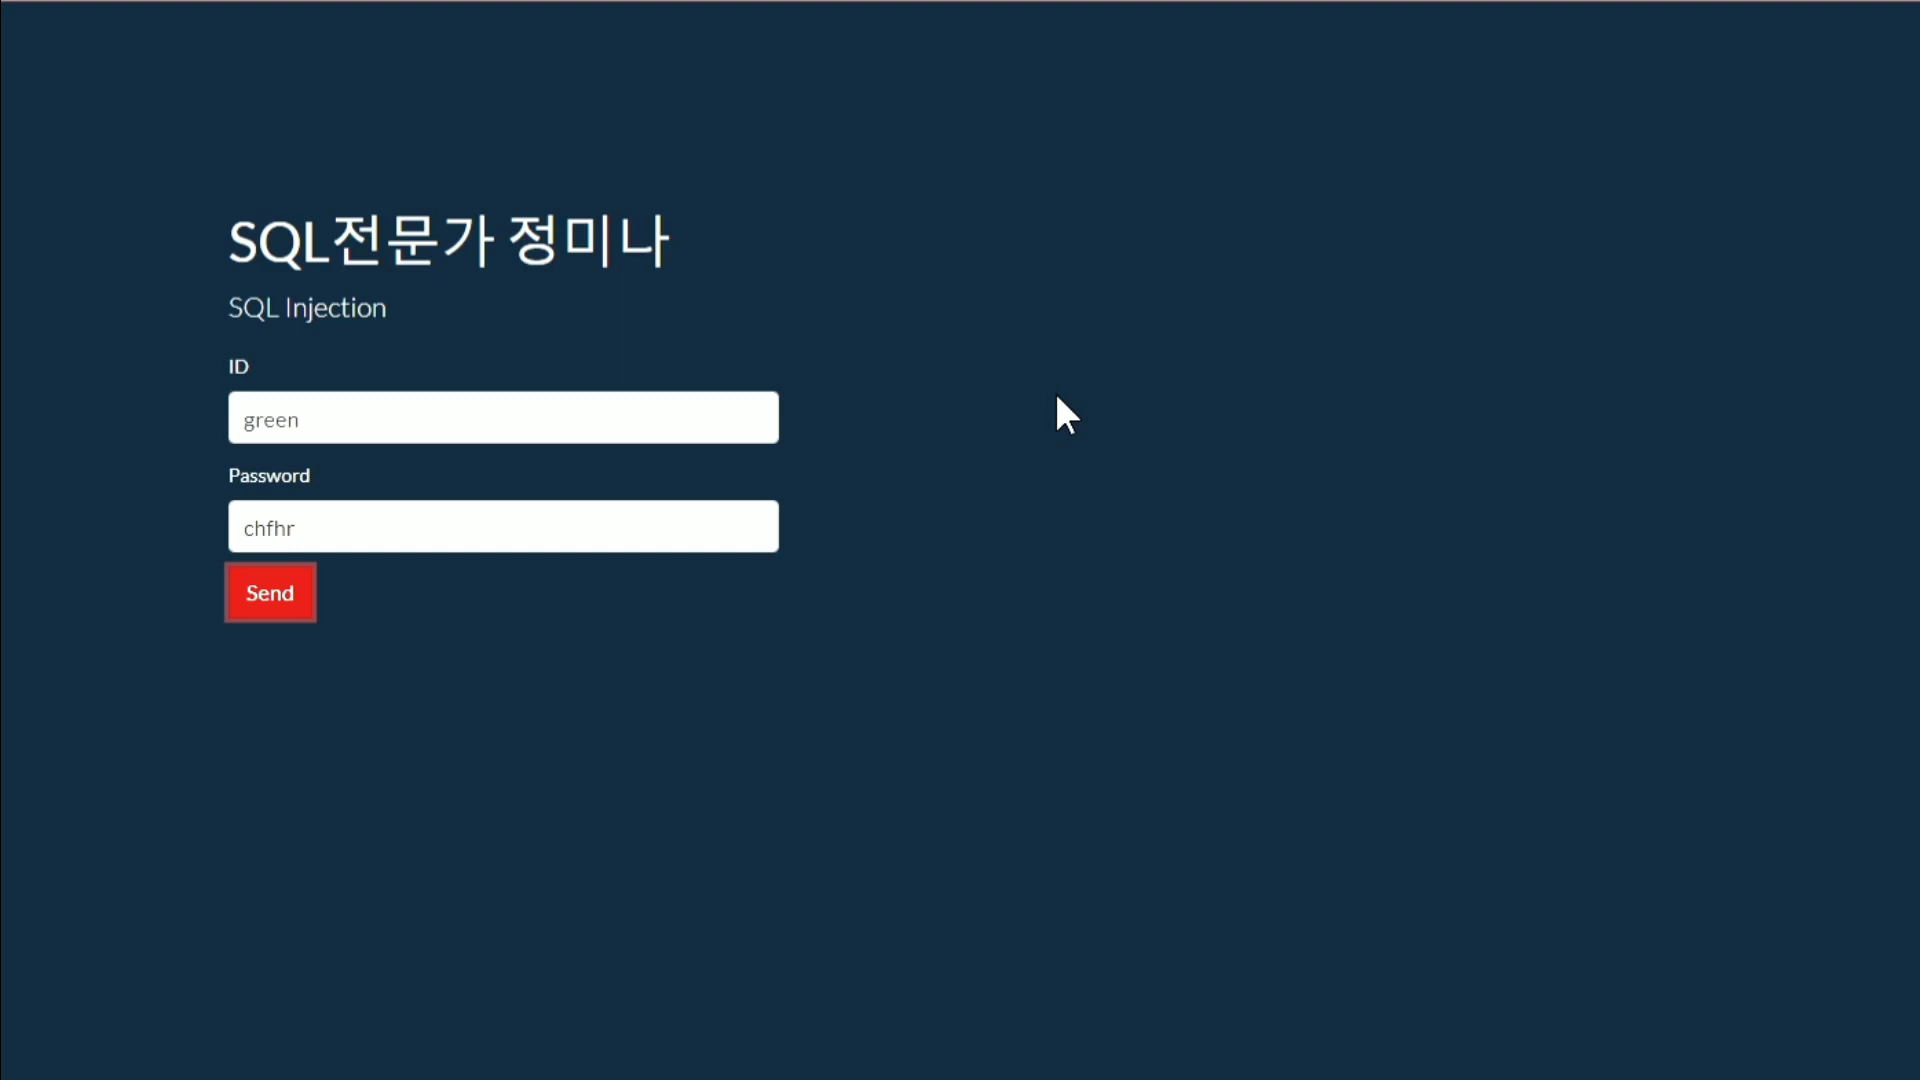 SQL전문가 정미나
SQL Injection
ID
green
Password
chfhr
Send